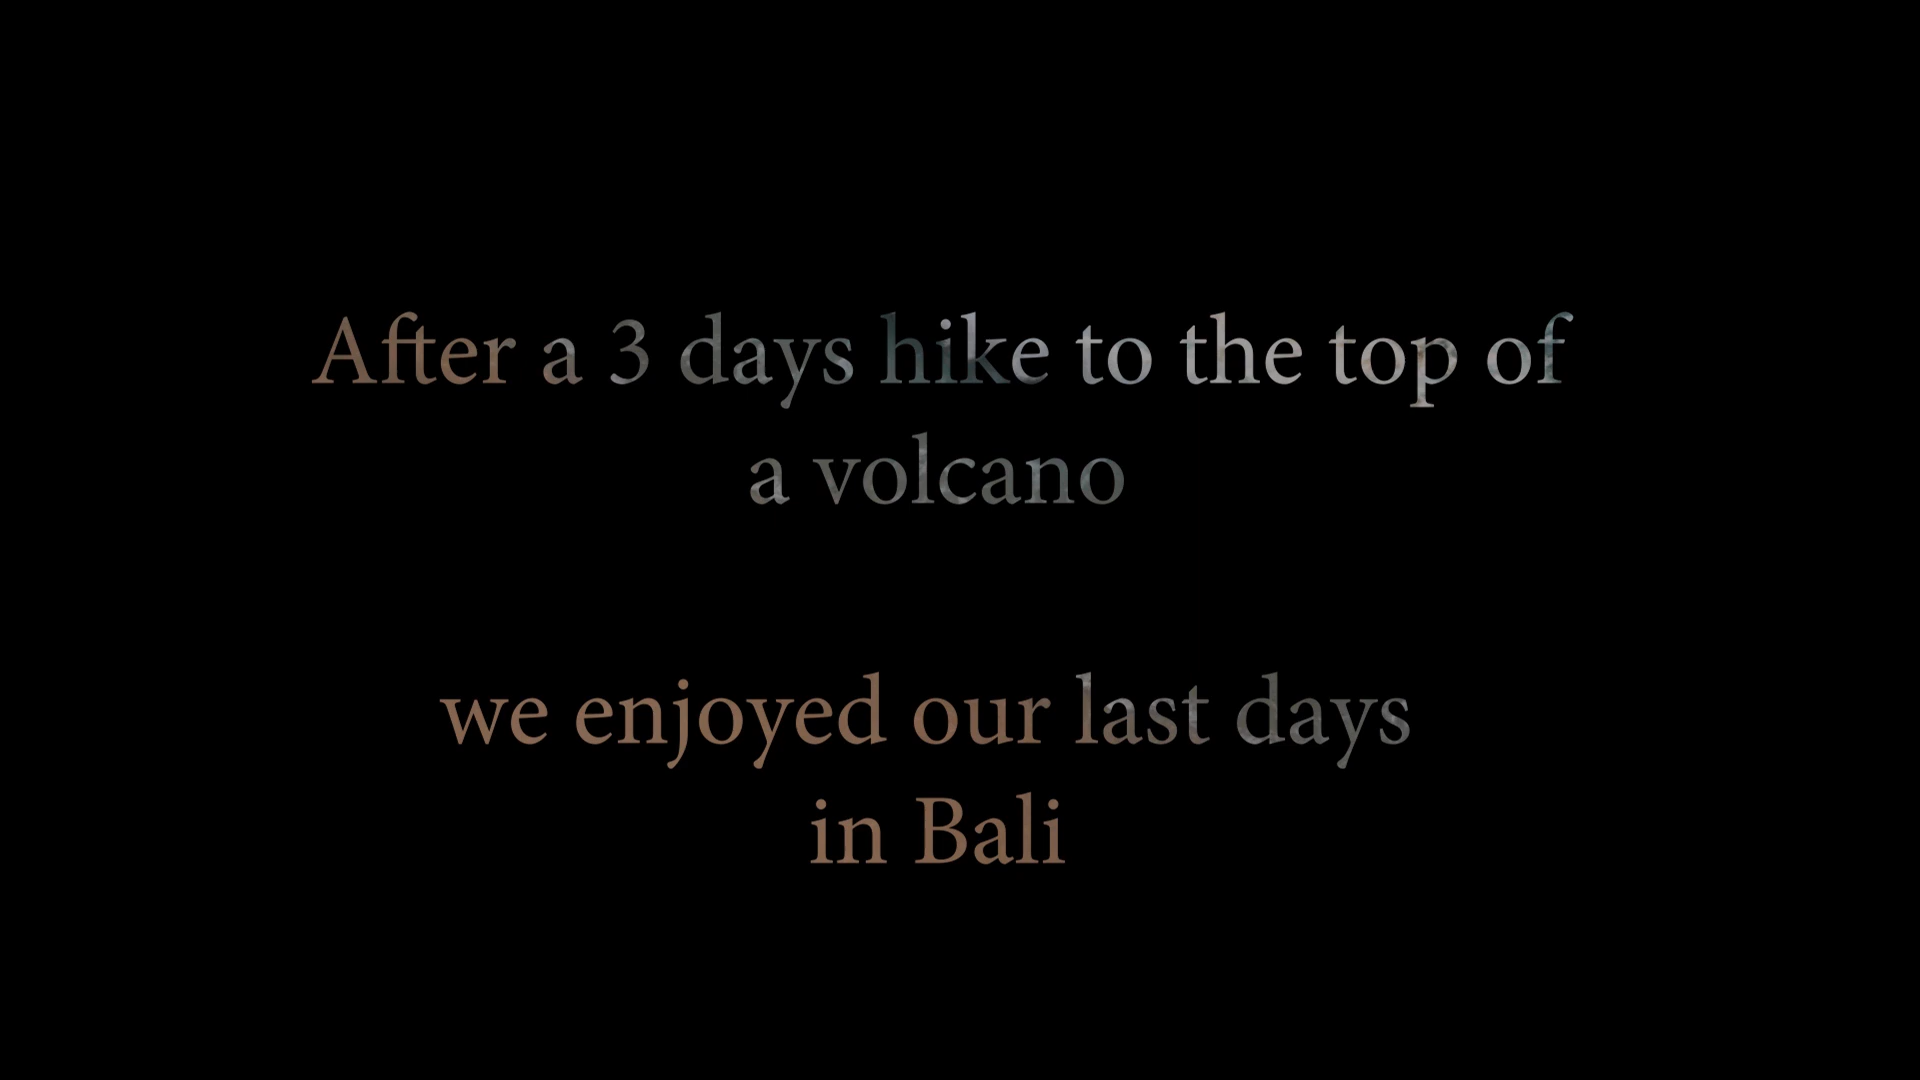 After a 3 days hike to the top of
a volcano
we enjoyed our last days
in Bali